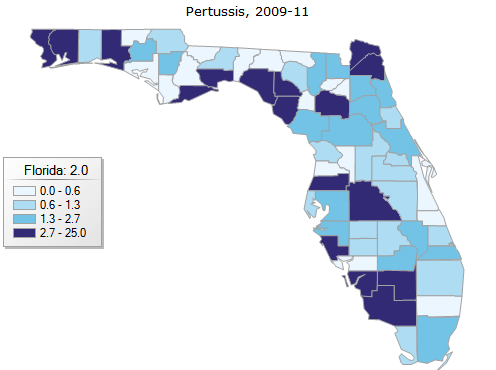 Pertussis, 2009-11
Florida: 2.0
0.0 - 0.6
0.6 - 1.3
1.3 - 2.7
2.7 - 25.0